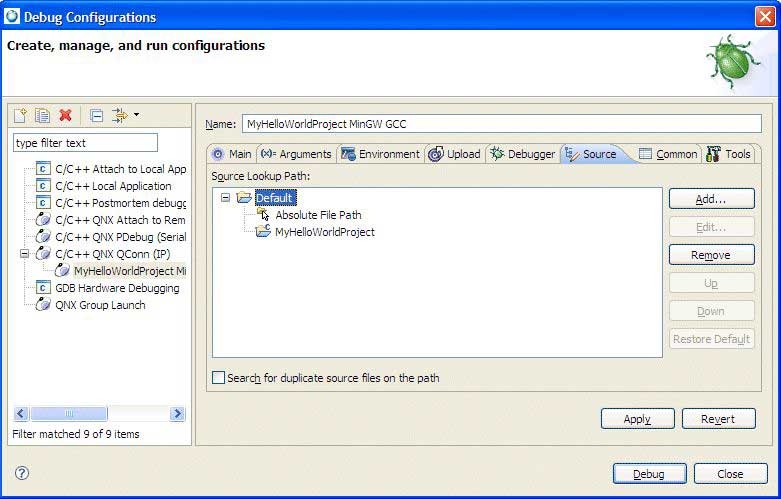 Debug Configurations
Create, manage, and run configurations
type filter text
C/C++ Attach to Local App
C/C++ Local Application
C/C++ Postmortem debugg
C/C++ QNX Attach to Rem
C/C++ QNX PDebug (Serial
C/C++ QNX QConn (IP)
MyHelloWorldProject Mi
GDB Hardware Debugging
QNX Group Launch
Filter matched 9 of 9 items
Name: MyHelloWorldProject MinGW GCC
Main (x)= Arguments Environment Upload Debugger Source Common Tools
Source Lookup Path:
Default
Absolute File Path
MyHelloWorldProject
Add...
Edit...
Remove
Up
Down
Restore Default
Search for duplicate source files on the path
Apply Revert
Debug Close